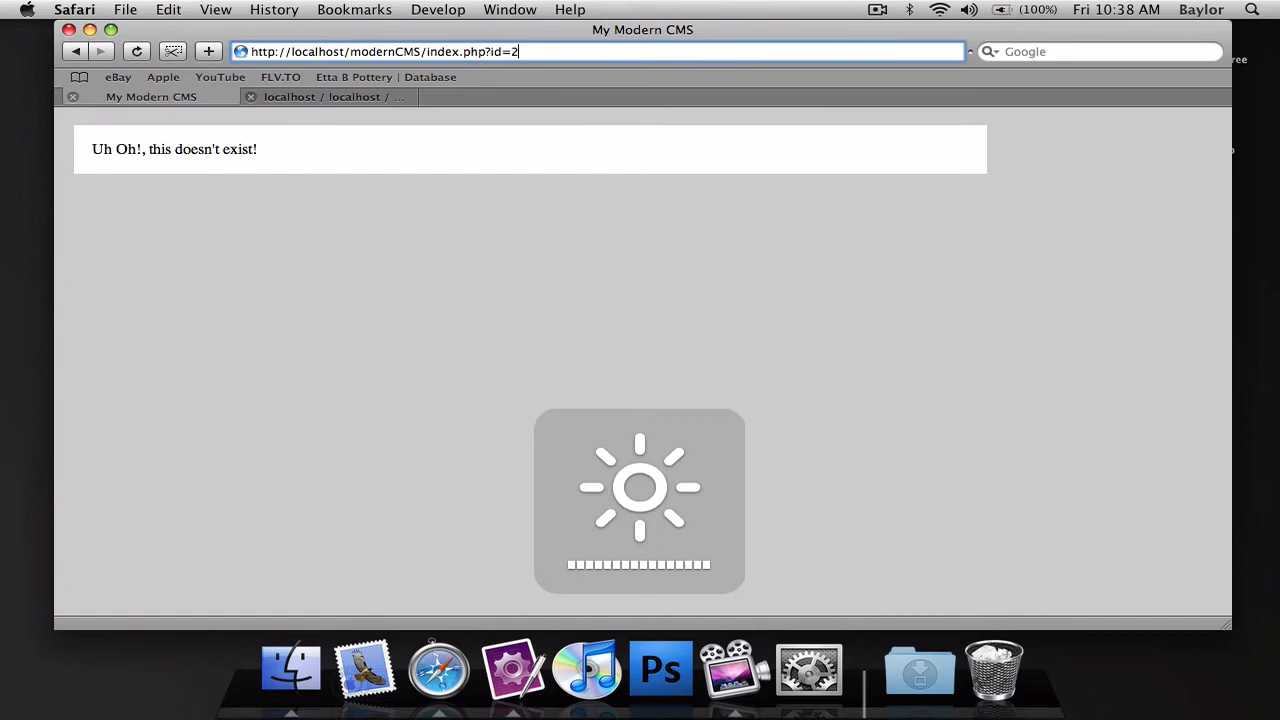 Safari File Edit View History Bookmarks Develop Window Help (100%) Fri 10:38 AM Baylor
My Modern CMS
http://localhost/modernCMS/index.php?id=2 Google
eBay Apple YouTube FLV.TO Etta B Pottery | Database
My Modern CMS localhost / localhost / ...
Uh Oh!, this doesn't exist!
Ps